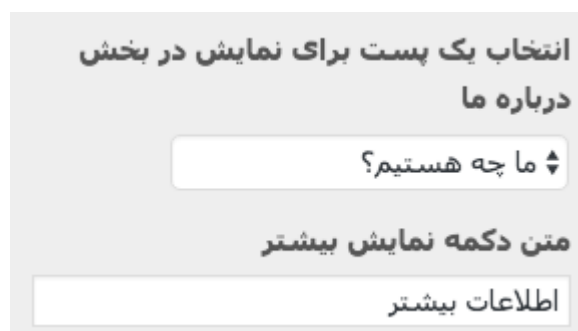 انتخاب یک پست برای نمایش در بخش
درباره ما
ما چه هستیم؟
متن دکمه نمایش بیشتر
اطلاعات بیشتر